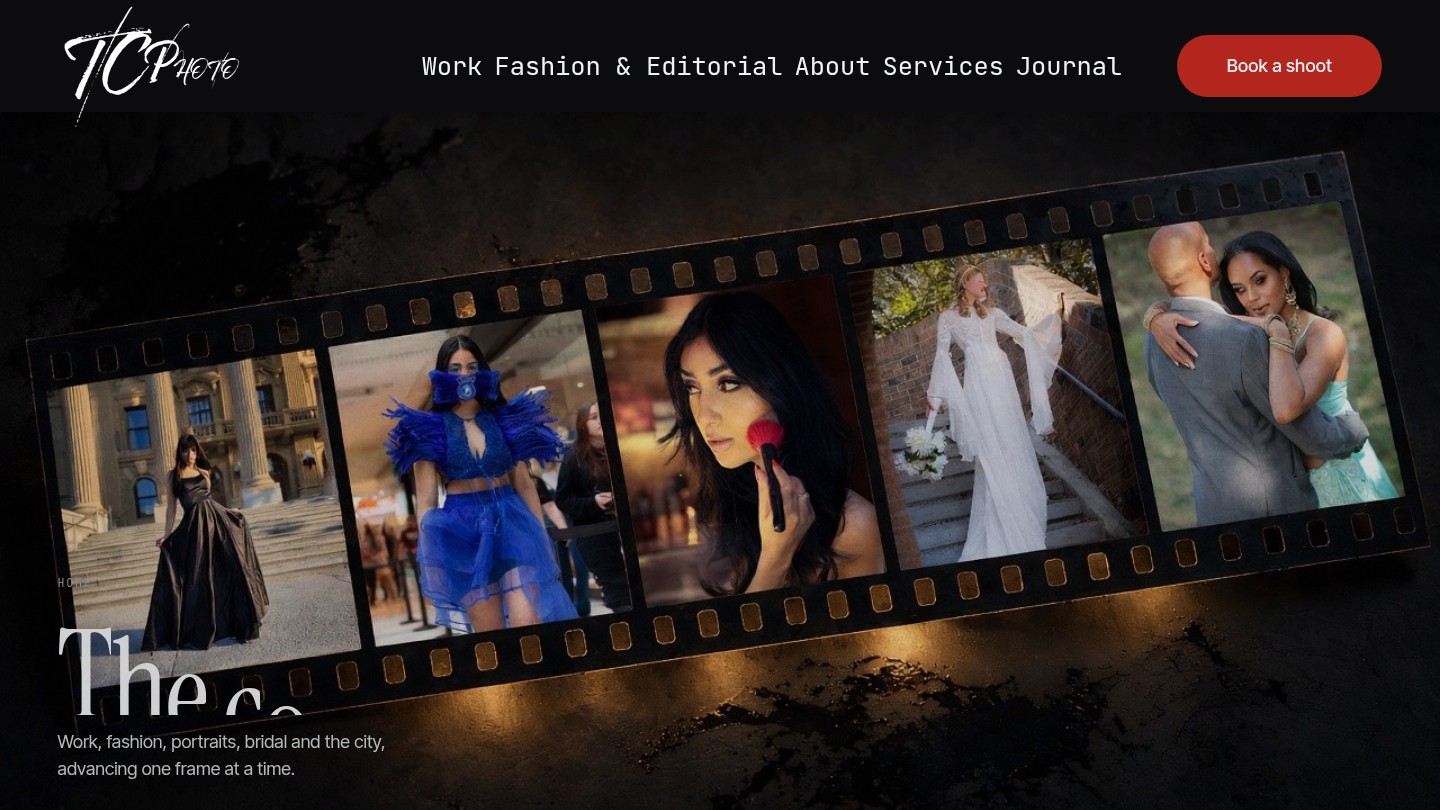 TCPHOTO
Work Fashion & Editorial About Services Journal
Book a shoot
The
Work, fashion, portraits, bridal and the city,
advancing one frame at a time.